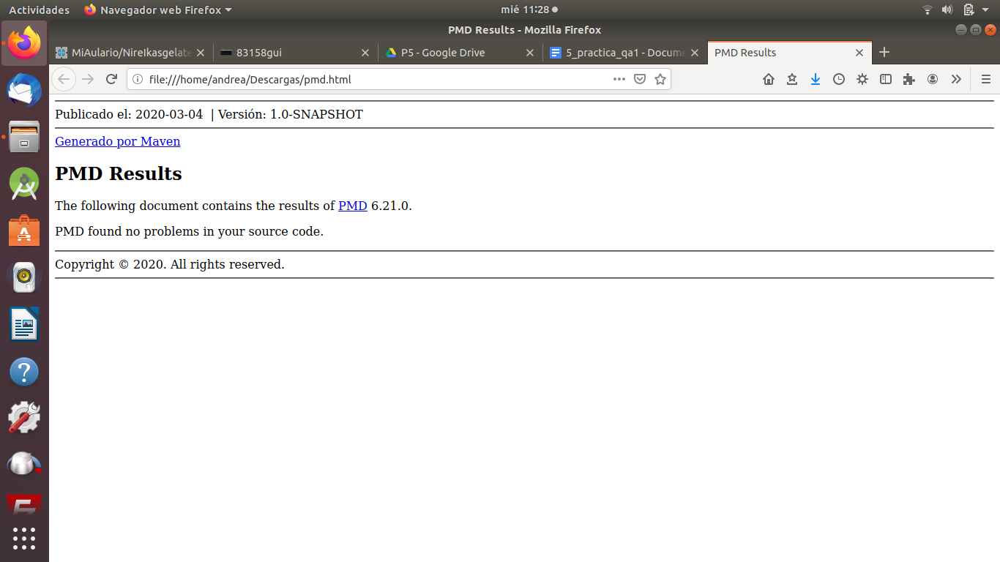 Actividades
Navegador web Firefox
mié 11:28
PMD Results - Mozilla Firefox
MiAulario/NireIkasgelate
83158gui
P5 - Google Drive
5_practica_qa1 - Docume
PMD Results
file:///home/andrea/Descargas/pmd.html
Publicado el: 2020-03-04 | Versión: 1.0-SNAPSHOT
Generado por Maven
PMD Results
The following document contains the results of PMD 6.21.0.
PMD found no problems in your source code.
Copyright © 2020. All rights reserved.